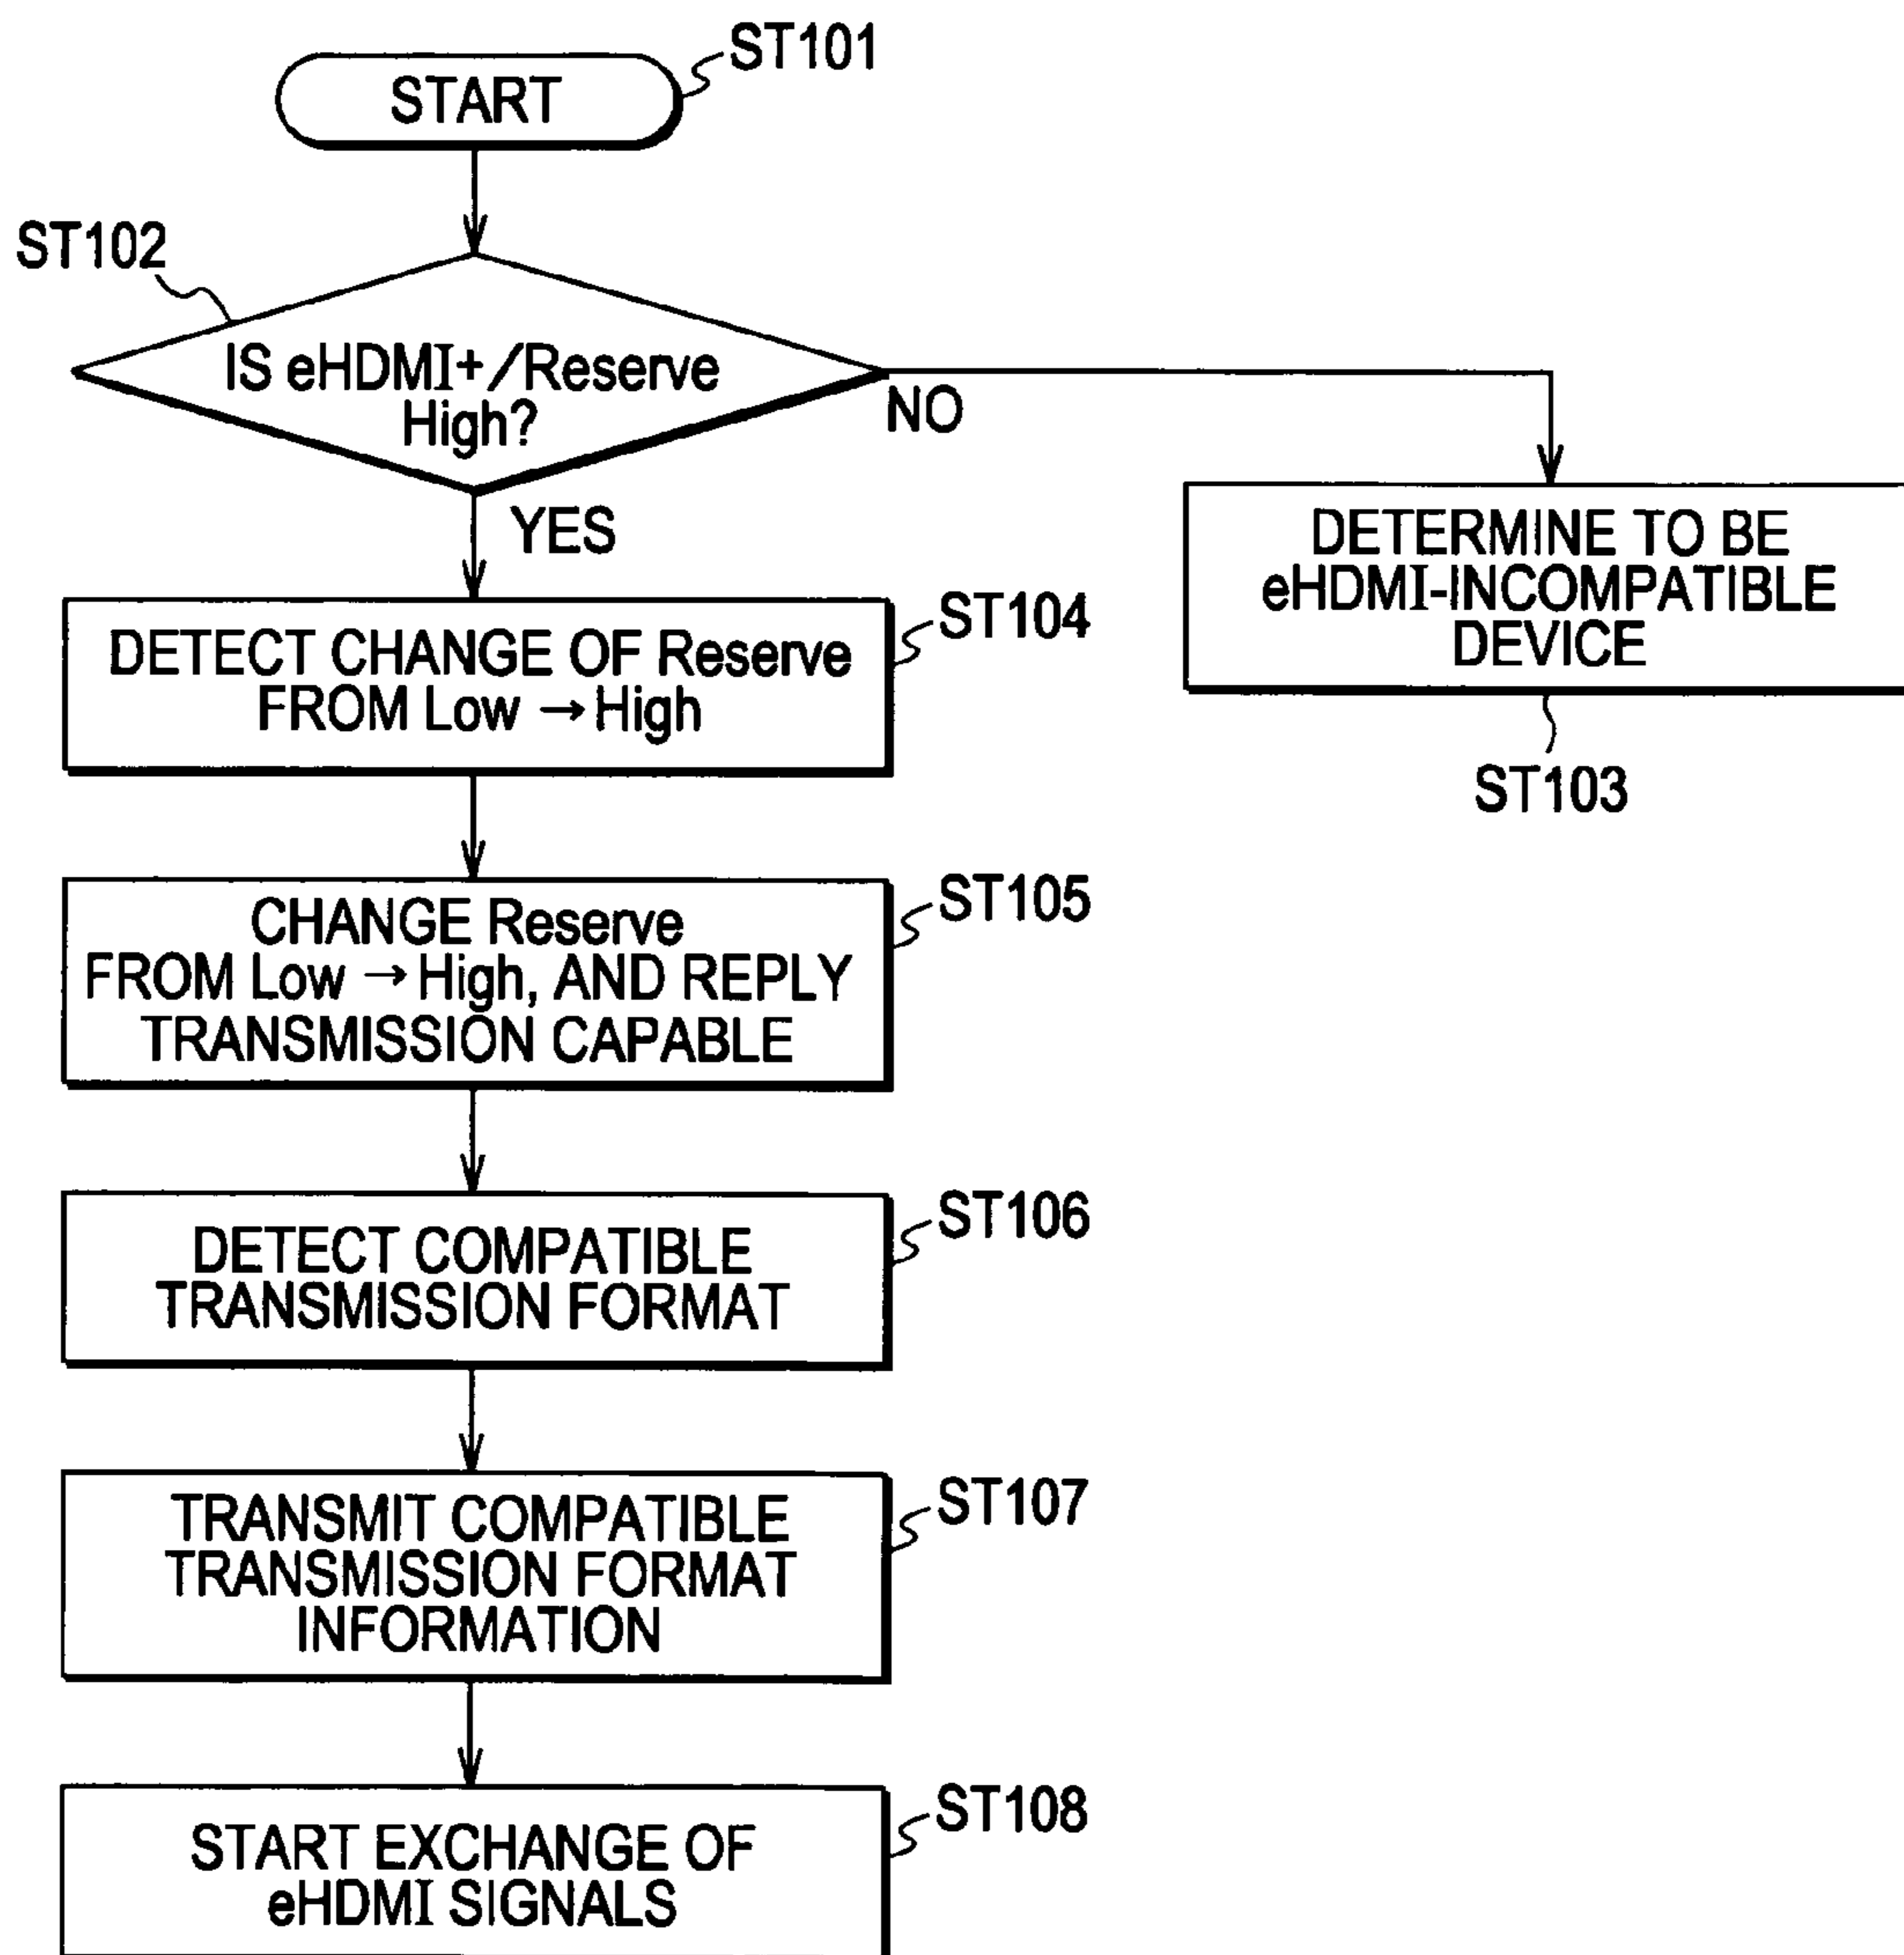 START
ST101
ST102
IS eHDMI+/Reserve
High?
NO
YES
DETERMINE TO BE
eHDMI-INCOMPATIBLE
DEVICE
ST103
DETECT CHANGE OF Reserve
FROM Low → High
ST104
CHANGE Reserve
FROM Low → High, AND REPLY
TRANSMISSION CAPABLE
ST105
DETECT COMPATIBLE
TRANSMISSION FORMAT
ST106
TRANSMIT COMPATIBLE
TRANSMISSION FORMAT
INFORMATION
ST107
START EXCHANGE OF
eHDMI SIGNALS
ST108